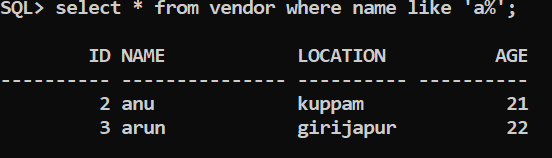 SQL> select * from vendor where name like 'a%';
ID NAME LOCATION AGE
---------- --------------- ---------- ----------
2 anu kuppam 21
3 arun girijapur 22